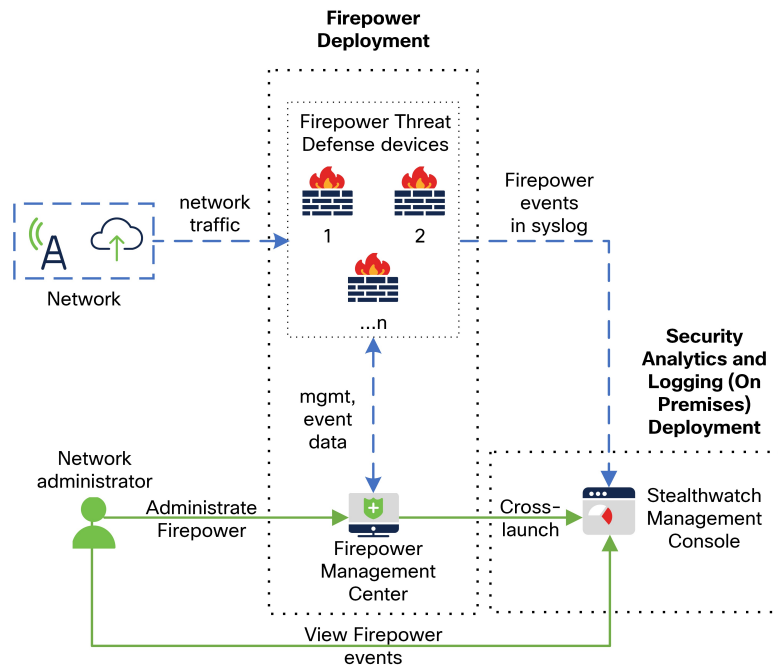 Firepower
Deployment
Firepower Threat
Defense devices
1
2
...n
network
traffic
Network
Firepower
events
in syslog
mgmt,
event
data
Security
Analytics and
Logging (On
Premises)
Deployment
Network
administrator
Administrate
Firepower
Firepower
Management
Center
Cross-
launch
Stealthwatch
Management
Console
View Firepower
events